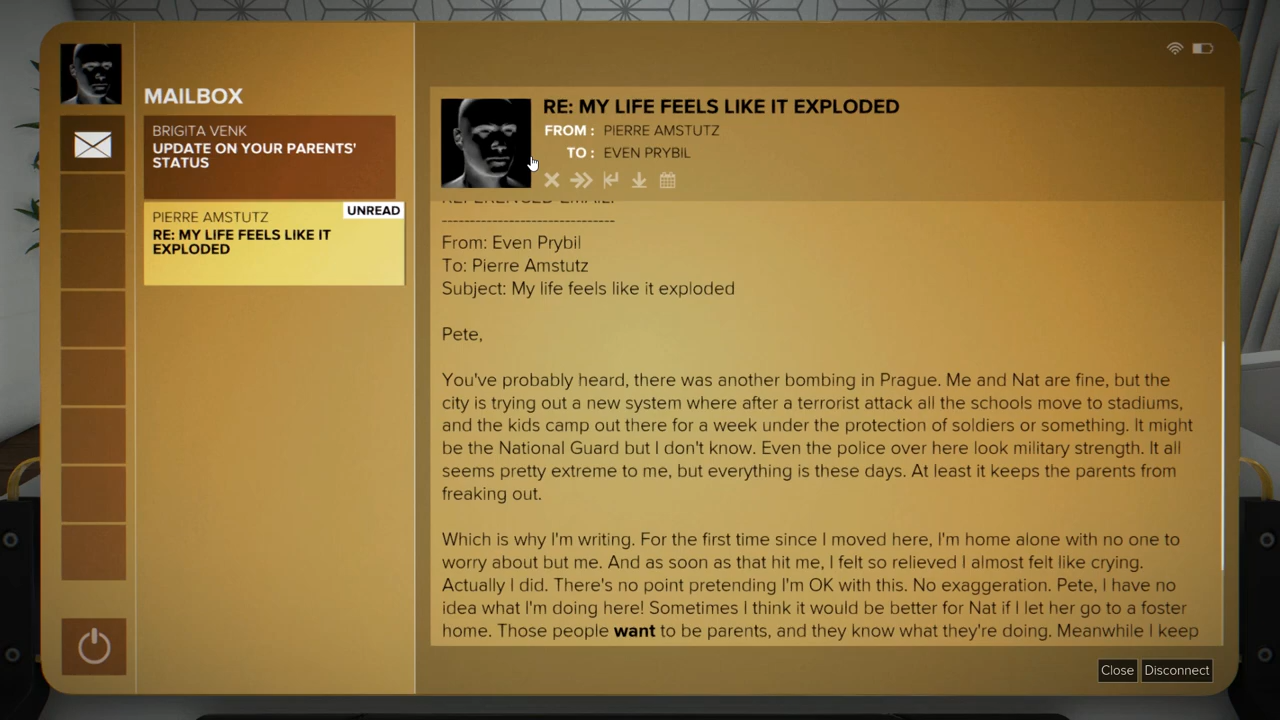 MAILBOX
BRIGITA VENK
UPDATE ON YOUR PARENTS'
STATUS
UNREAD
PIERRE AMSTUTZ
RE: MY LIFE FEELS LIKE IT
EXPLODED
RE: MY LIFE FEELS LIKE IT EXPLODED
FROM : PIERRE AMSTUTZ
TO : EVEN PRYBIL
REFERENCED EMAIL:
-------------------------------
From: Even Prybil
To: Pierre Amstutz
Subject: My life feels like it exploded
Pete,
You've probably heard, there was another bombing in Prague. Me and Nat are fine, but the
city is trying out a new system where after a terrorist attack all the schools move to stadiums,
and the kids camp out there for a week under the protection of soldiers or something. It might
be the National Guard but I don't know. Even the police over here look military strength. It all
seems pretty extreme to me, but everything is these days. At least it keeps the parents from
freaking out.
Which is why I'm writing. For the first time since I moved here, I'm home alone with no one to
worry about but me. And as soon as that hit me, I felt so relieved I almost felt like crying.
Actually I did. There's no point pretending I'm OK with this. No exaggeration. Pete, I have no
idea what I'm doing here! Sometimes I think it would be better for Nat if I let her go to a foster
home. Those people want to be parents, and they know what they're doing. Meanwhile I keep
Close Disconnect